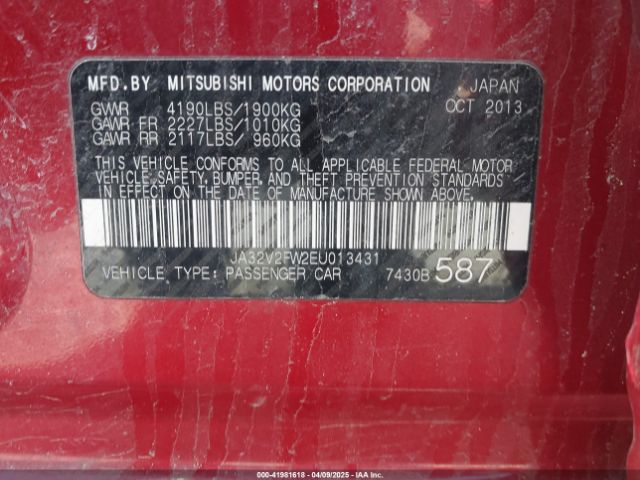 MFD.BY MITSUBISHI MOTORS CORPORATION JAPAN
GVWR 4190LBS/1900KG OCT 2013
GAWR FR 2227LBS/1010KG
GAWR RR 2117LBS/ 960KG
THIS VEHICLE CONFORMS TO ALL APPLICABLE FEDERAL MOTOR
VEHICLE SAFETY, BUMPER, AND THEFT PREVENTION STANDARDS
IN EFFECT ON THE DATE OF MANUFACTURE SHOWN ABOVE.
JA32V2FW2EU013431
VEHICLE TYPE: PASSENGER CAR 7430B 587
000-41981618 - 04/09/2025 - IAAI.COM